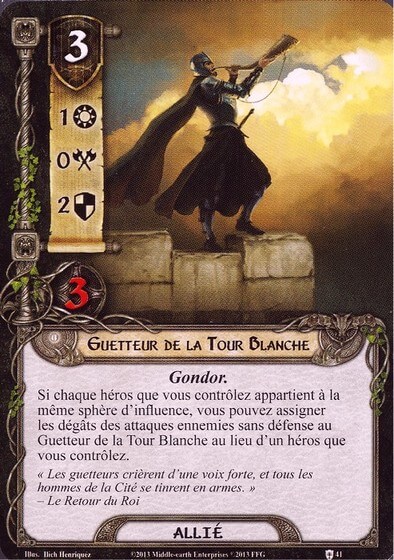 3
1
0
2
3
GUETTEUR DE LA TOUR BLANCHE
Gondor.
Si chaque héros que vous contrôlez appartient à la
même sphère d'influence, vous pouvez assigner
les dégâts des attaques ennemies sans défense au
Guetteur de la Tour Blanche au lieu d'un héros que
vous contrôlez.
« Les guetteurs crièrent d'une voix forte, et tous les
hommes de la Cité se tinrent en armes. »
– Le Retour du Roi
ALLIÉ
Illus. Ilich Henriquez ©2013 Middle-earth Enterprises ©2013 FFG 41